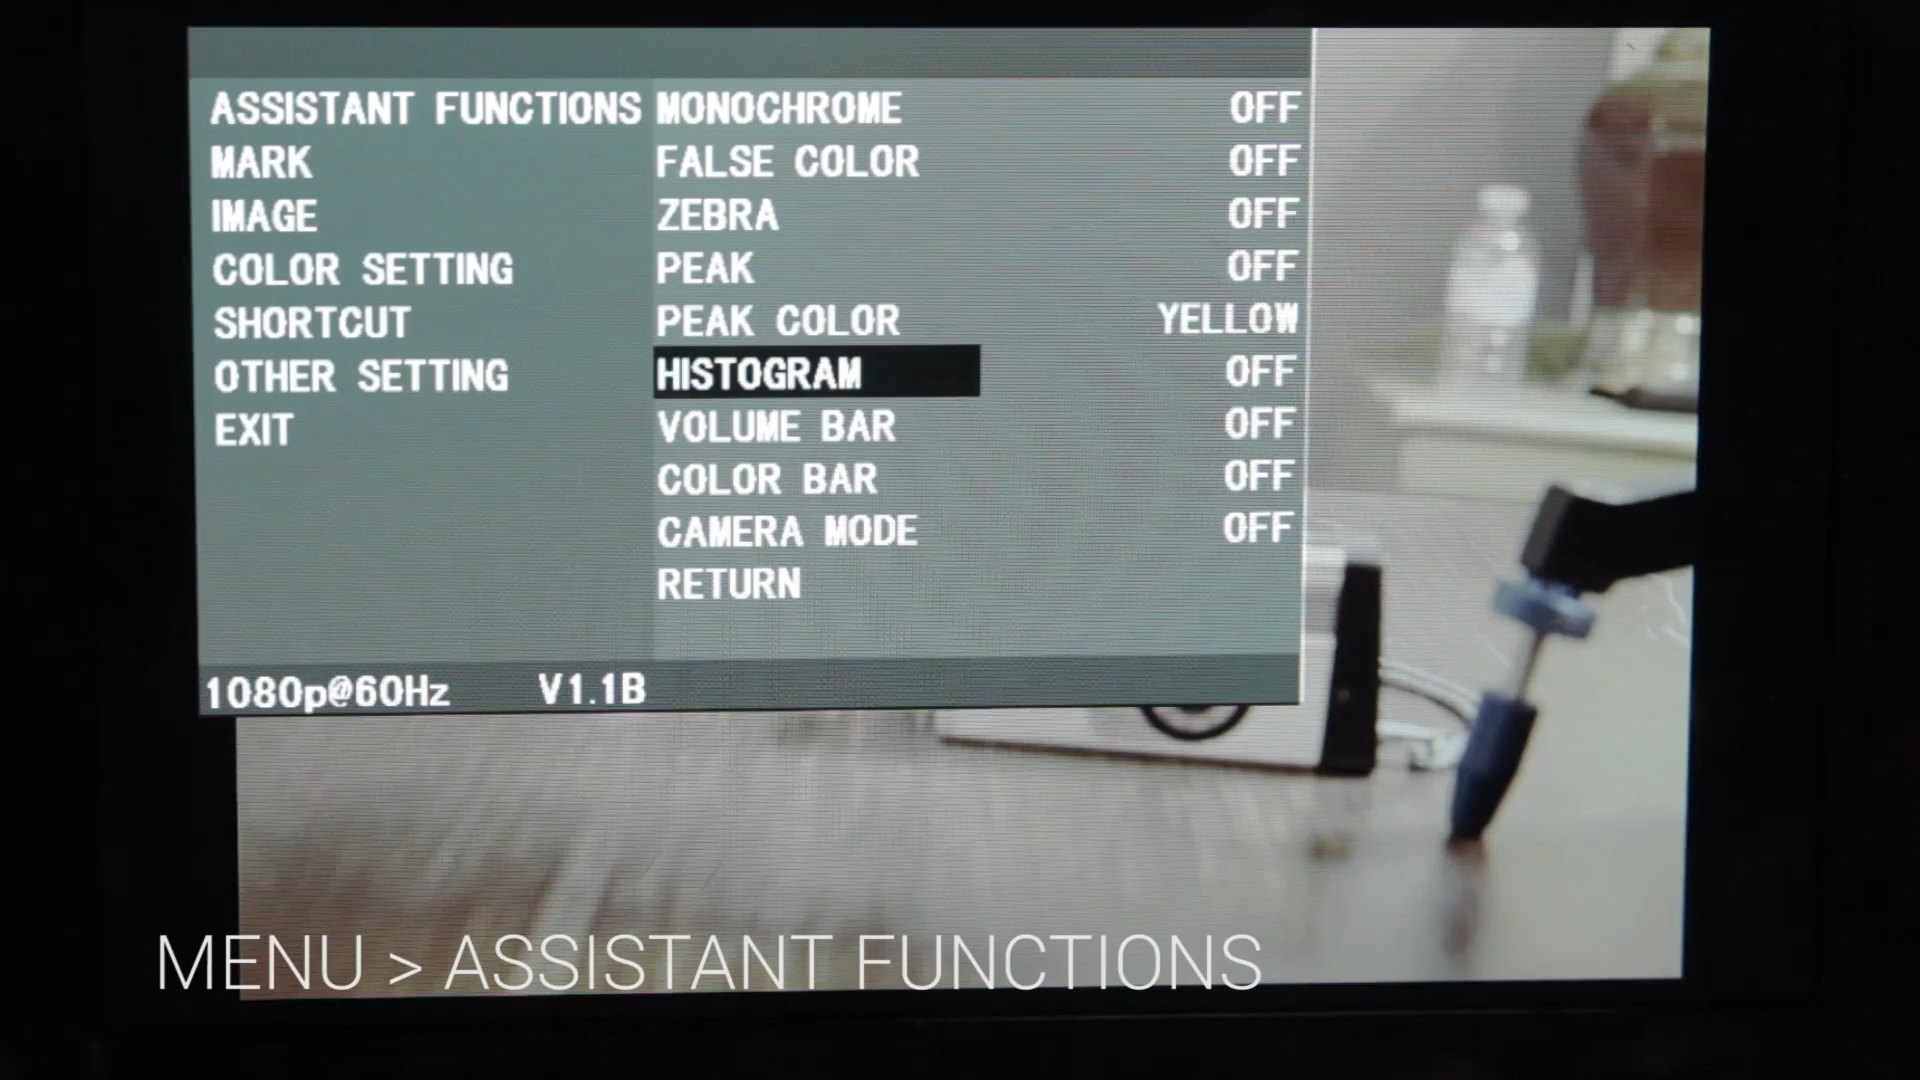 ASSISTANT FUNCTIONS MONOCHROME OFF
MARK FALSE COLOR OFF
IMAGE ZEBRA OFF
COLOR SETTING PEAK OFF
SHORTCUT PEAK COLOR YELLOW
OTHER SETTING HISTOGRAM OFF
EXIT VOLUME BAR OFF
COLOR BAR OFF
CAMERA MODE OFF
RETURN
1080p@60Hz V1.1B
MENU > ASSISTANT FUNCTIONS